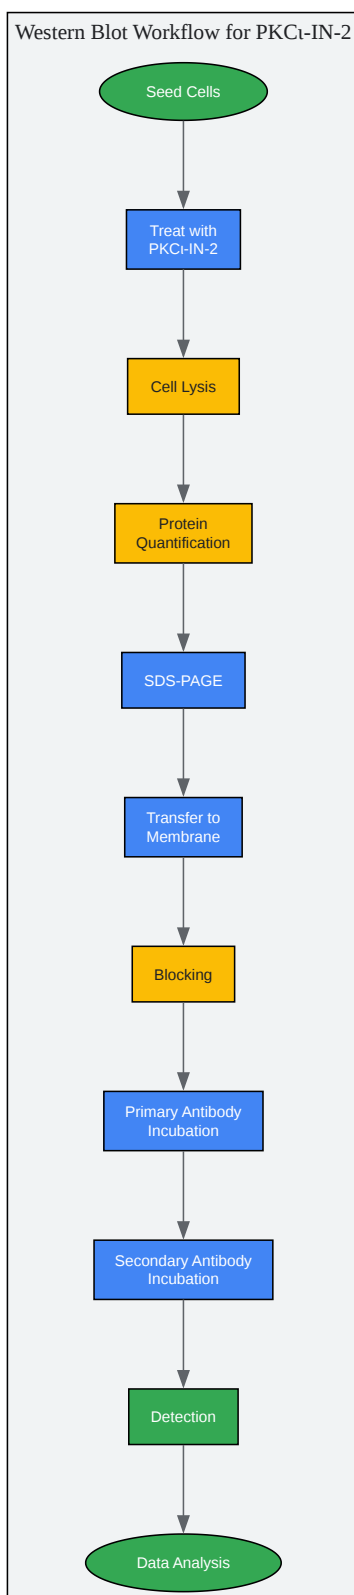 Western Blot Workflow for PKCι-IN-2
Seed Cells
Treat with
PKCι-IN-2
Cell Lysis
Protein
Quantification
SDS-PAGE
Transfer to
Membrane
Blocking
Primary Antibody
Incubation
Secondary Antibody
Incubation
Detection
Data Analysis